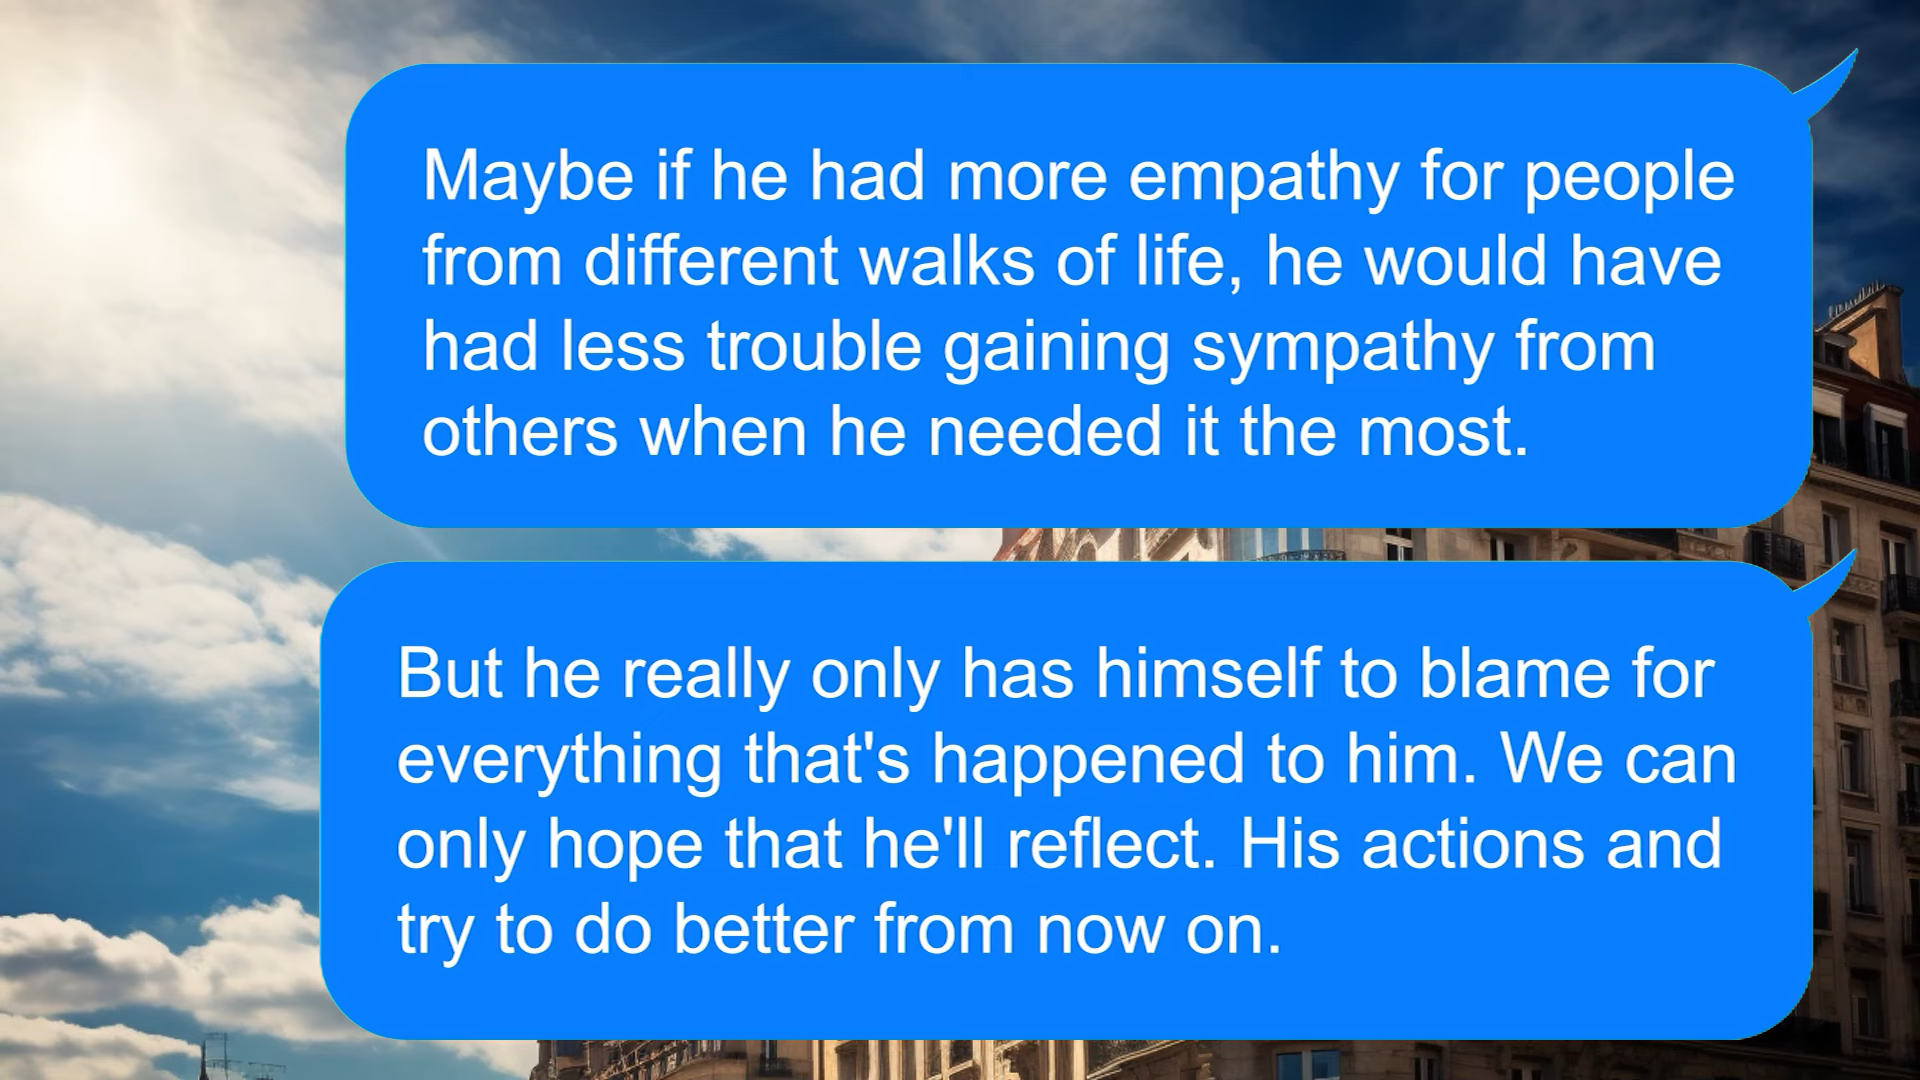 Maybe if he had more empathy for people
from different walks of life, he would have
had less trouble gaining sympathy from
others when he needed it the most.
But he really only has himself to blame for
everything that's happened to him. We can
only hope that he'll reflect. His actions and
try to do better from now on.